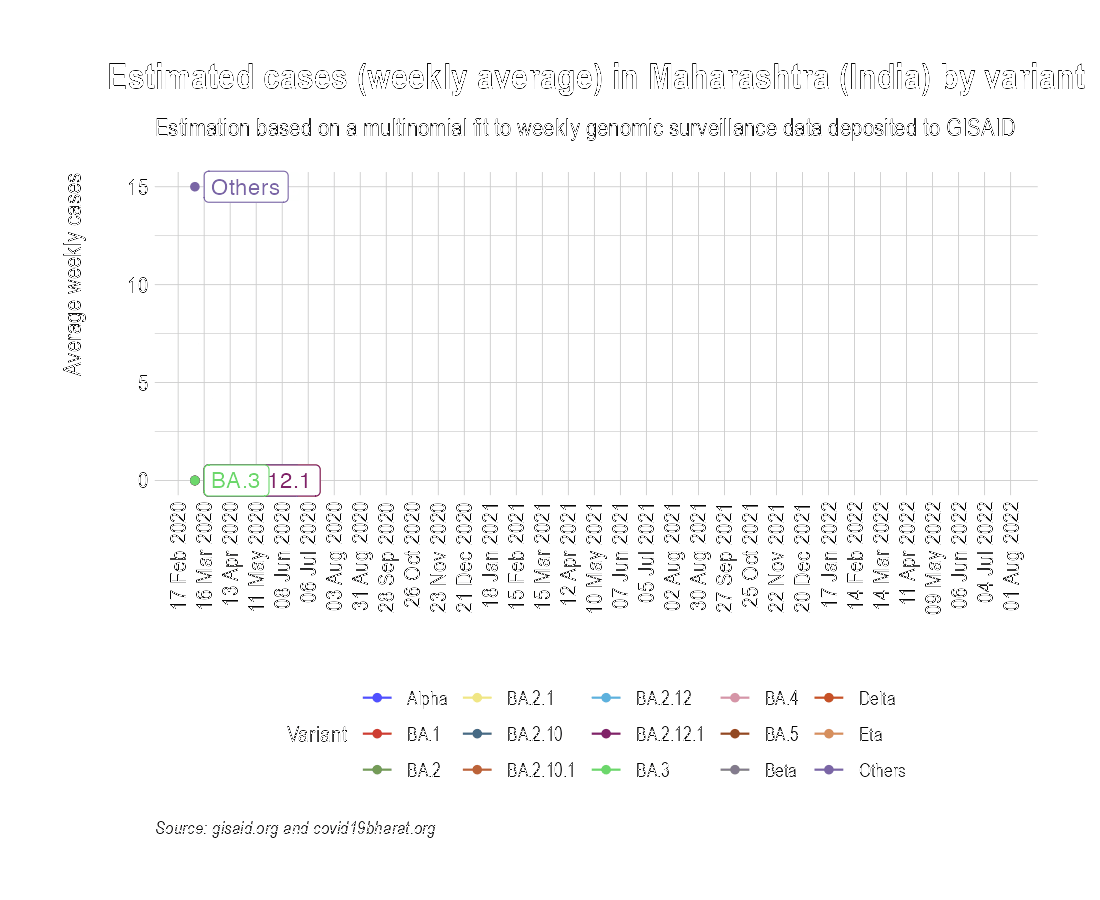 Estimated cases (weekly average) in Maharashtra (India) by variant
Estimation based on a multinomial fit to weekly genomic surveillance data deposited to GISAID
Average weekly cases
15
10
5
0
Others
BA.3
12.1
17 Feb 2020
16 Mar 2020
13 Apr 2020
11 May 2020
08 Jun 2020
06 Jul 2020
03 Aug 2020
31 Aug 2020
28 Sep 2020
26 Oct 2020
23 Nov 2020
21 Dec 2020
18 Jan 2021
15 Feb 2021
15 Mar 2021
12 Apr 2021
10 May 2021
07 Jun 2021
05 Jul 2021
02 Aug 2021
30 Aug 2021
27 Sep 2021
25 Oct 2021
22 Nov 2021
20 Dec 2021
17 Jan 2022
14 Feb 2022
14 Mar 2022
11 Apr 2022
09 May 2022
06 Jun 2022
04 Jul 2022
01 Aug 2022
Variant
Alpha
BA.1
BA.2
BA.2.1
BA.2.10
BA.2.10.1
BA.2.12
BA.2.12.1
BA.3
BA.4
BA.5
Beta
Delta
Eta
Others
Source: gisaid.org and covid19bharat.org